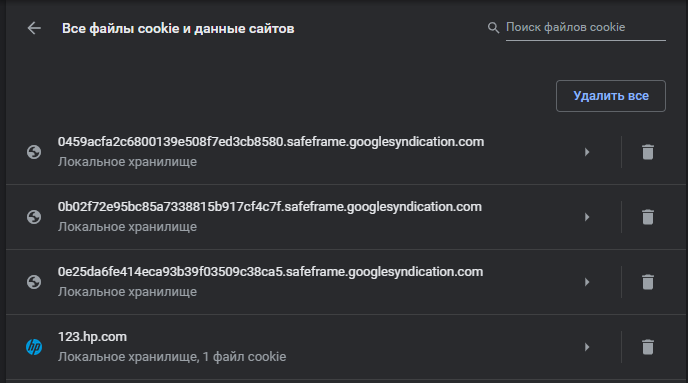 Все файлы cookie и данные сайтов
Поиск файлов cookie
Удалить все
0459acfa2c6800139e508f7ed3cb8580.safeframe.googlesyndication.com
Локальное хранилище
0b02f72e95bc85a7338815b917cf4c7f.safeframe.googlesyndication.com
Локальное хранилище
0e25da6fe414eca93b39f03509c38ca5.safeframe.googlesyndication.com
Локальное хранилище
hp
123.hp.com
Локальное хранилище, 1 файл cookie